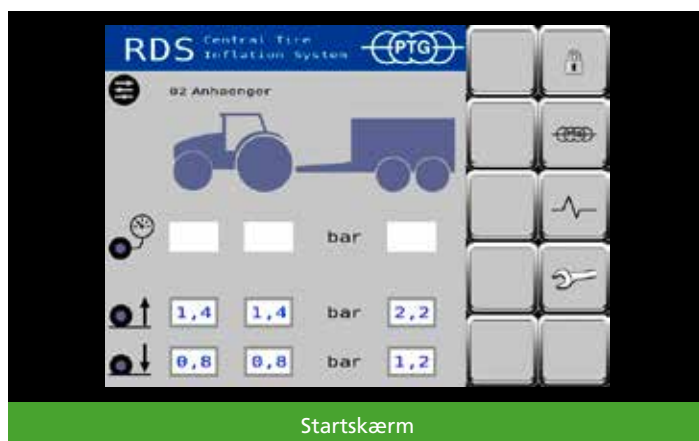 RDS Central Tire
Inflation System
PTG
02 Anhaenger
PTG
bar
1,4 1,4 bar 2,2
0,8 0,8 bar 1,2
Startskærm